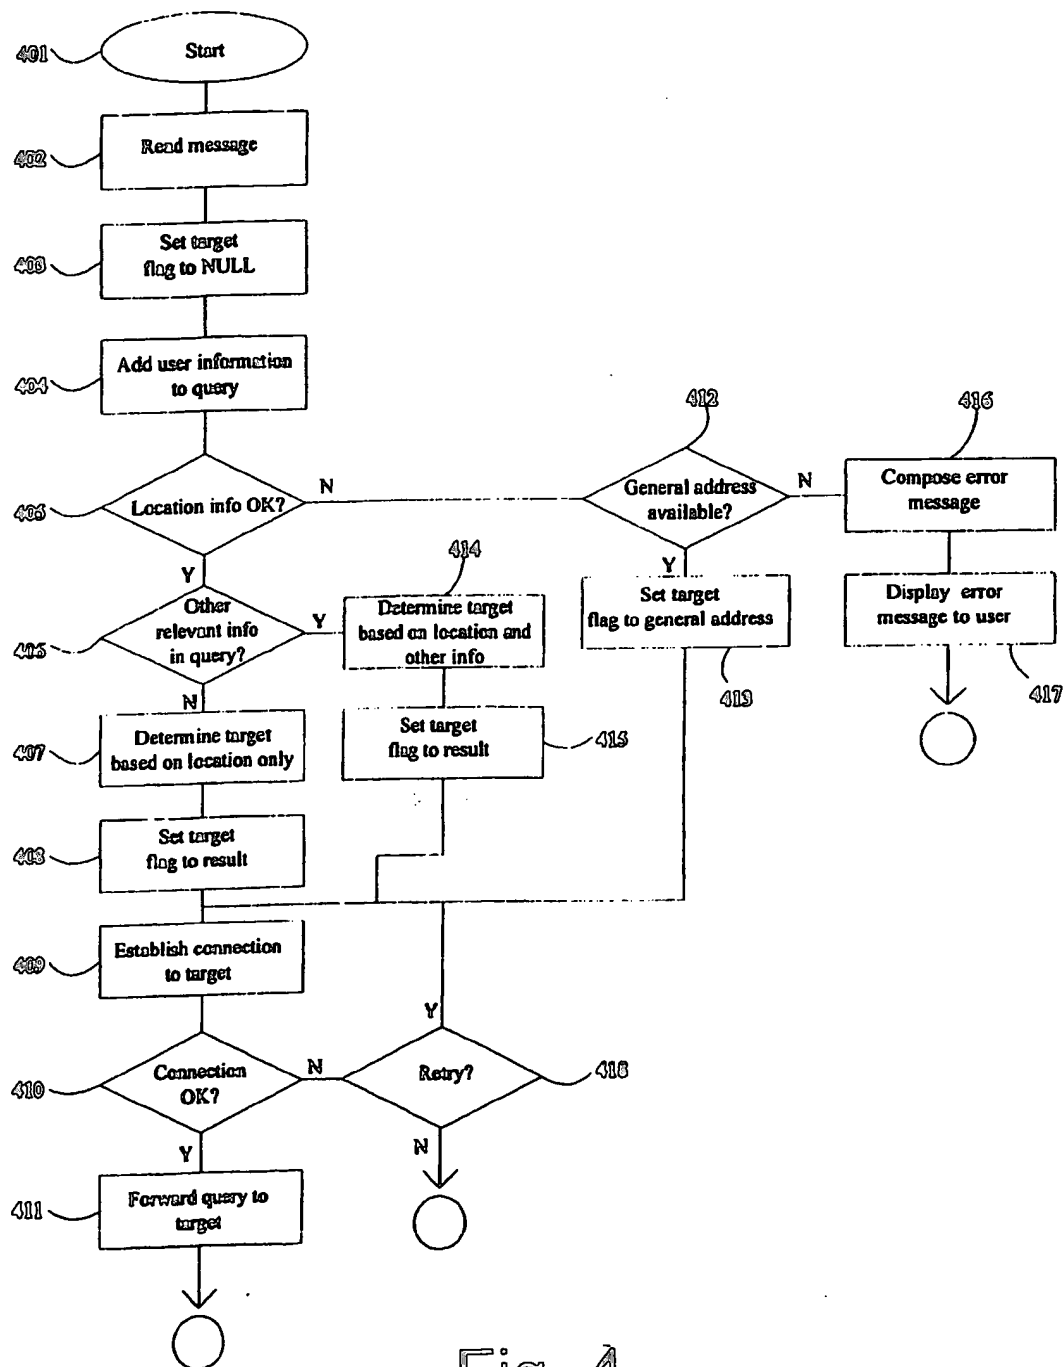 401
Start
402
Read message
403
Set target
flag to NULL
404
Add user information
to query
405
Location info OK?
N
Y
412
General address
available?
N
Y
416
Compose error
message
Display error
message to user
417
Set target
flag to general address
413
406
Other
relevant info
in query?
Y
N
414
Determine target
based on location and
other info
Set target
flag to result
415
407
Determine target
based on location only
408
Set target
flag to result
409
Establish connection
to target
410
Connection
OK?
N
Y
Y
Retry?
418
N
411
Forward query to
target
Fig. 4